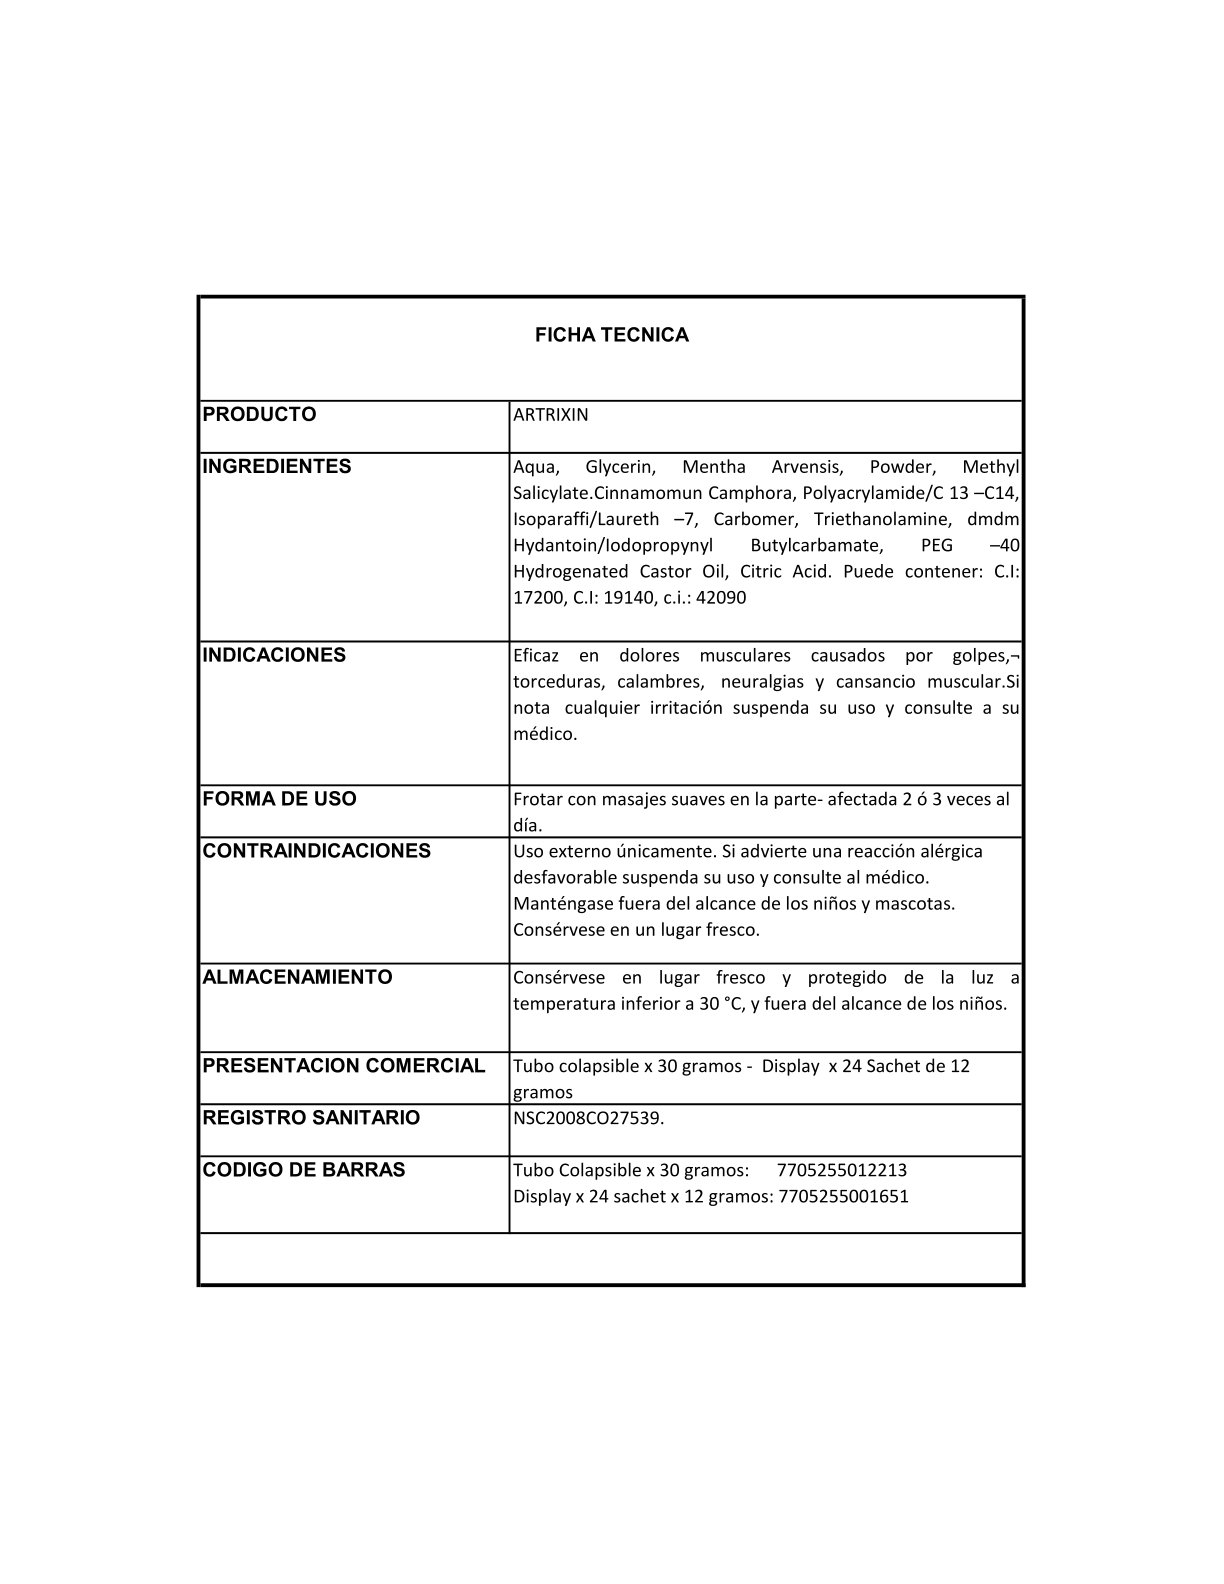 FICHA TECNICA
PRODUCTO
ARTRIXIN
INGREDIENTES
Aqua, Glycerin, Mentha Arvensis, Powder, Methyl
Salicylate.Cinnamomun Camphora, Polyacrylamide/C 13 –C14,
Isoparaffi/Laureth –7, Carbomer, Triethanolamine, dmdm
Hydantoin/Iodopropynyl Butylcarbamate, PEG –40
Hydrogenated Castor Oil, Citric Acid. Puede contener: C.I:
17200, C.I: 19140, c.i.: 42090
INDICACIONES
Eficaz en dolores musculares causados por golpes,¬
torceduras, calambres, neuralgias y cansancio muscular.Si
nota cualquier irritación suspenda su uso y consulte a su
médico.
FORMA DE USO
Frotar con masajes suaves en la parte- afectada 2 ó 3 veces al
día.
CONTRAINDICACIONES
Uso externo únicamente. Si advierte una reacción alérgica
desfavorable suspenda su uso y consulte al médico.
Manténgase fuera del alcance de los niños y mascotas.
Consérvese en un lugar fresco.
ALMACENAMIENTO
Consérvese en lugar fresco y protegido de la luz a
temperatura inferior a 30 °C, y fuera del alcance de los niños.
PRESENTACION COMERCIAL
Tubo colapsible x 30 gramos - Display x 24 Sachet de 12
gramos
REGISTRO SANITARIO
NSC2008CO27539.
CODIGO DE BARRAS
Tubo Colapsible x 30 gramos: 7705255012213
Display x 24 sachet x 12 gramos: 7705255001651